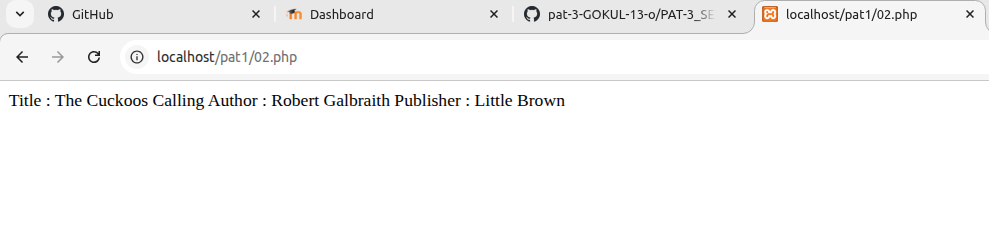 GitHub
Dashboard
pat-3-GOKUL-13-o/PAT-3_SE
localhost/pat1/02.php
localhost/pat1/02.php
Title : The Cuckoos Calling Author : Robert Galbraith Publisher : Little Brown